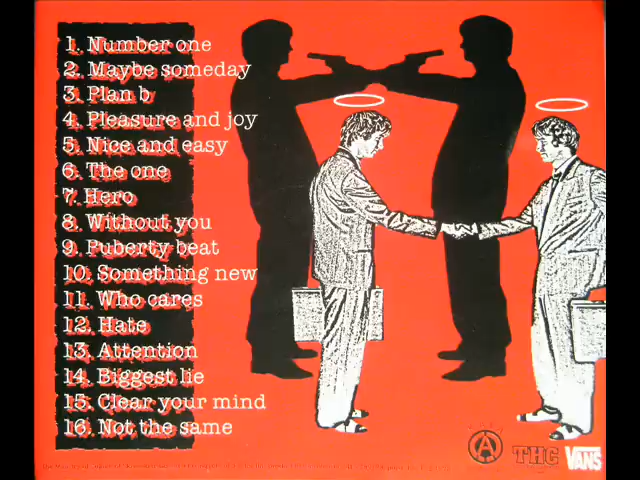 1. Number one
2. Maybe someday
3. Plan b
4. Pleasure and joy
5. Nice and easy
6. The one
7. Hero
8. Without you
9. Puberty beat
10. Something new
11. Who cares
12. Hate
13. Attention
14. Biggest lie
15. Clear your mind
16. Not the same
A THC VANS